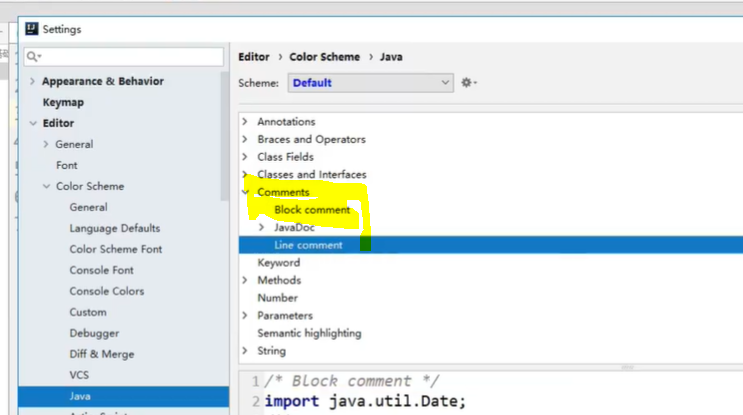 Settings
Appearance & Behavior
Keymap
Editor
General
Font
Color Scheme
General
Language Defaults
Color Scheme Font
Console Font
Console Colors
Custom
Debugger
Diff & Merge
VCS
Java
Editor › Color Scheme › Java
Scheme: Default
Annotations
Braces and Operators
Class Fields
Classes and Interfaces
Comments
Block comment
JavaDoc
Line comment
Keyword
Methods
Number
Parameters
Semantic highlighting
String
1 /* Block comment */
2 import java.util.Date;